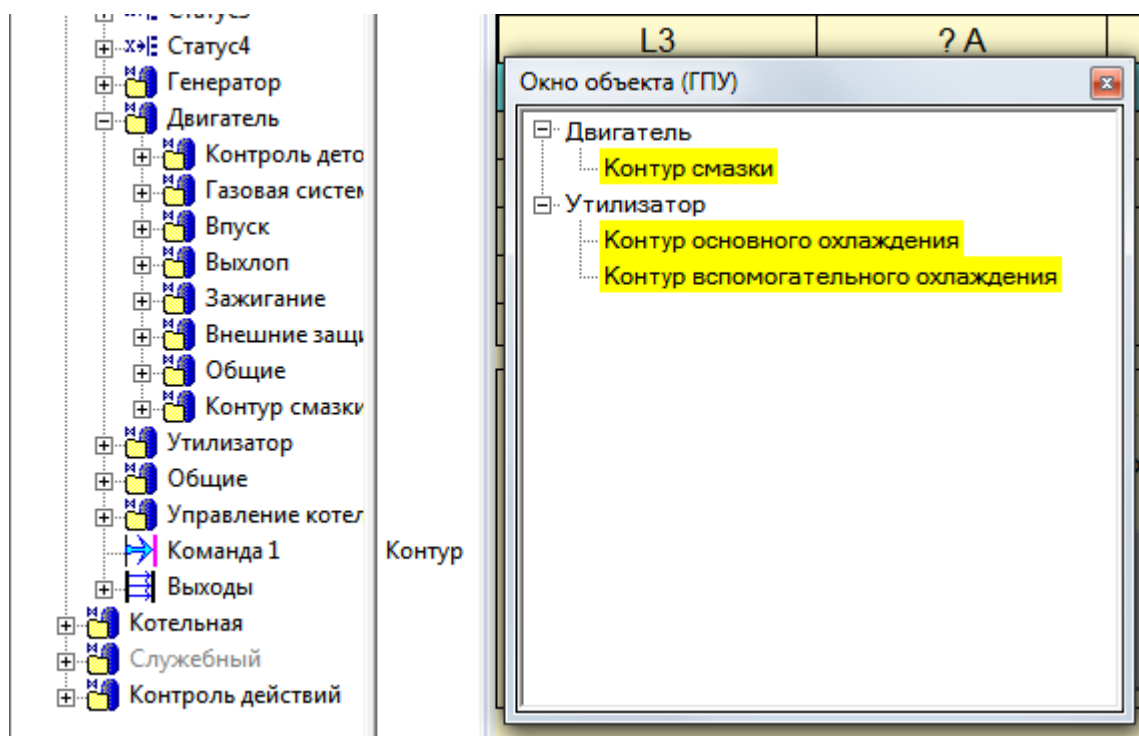 Статус4
Генератор
Двигатель
Контроль дето
Газовая систем
Впуск
Выхлоп
Зажигание
Внешние защи
Общие
Контур смазки
Утилизатор
Общие
Управление котел
Команда 1
Контур
Выходы
Котельная
Служебный
Контроль действий
L3
? A
Окно объекта (ГПУ)
Двигатель
Контур смазки
Утилизатор
Контур основного охлаждения
Контур вспомогательного охлаждения